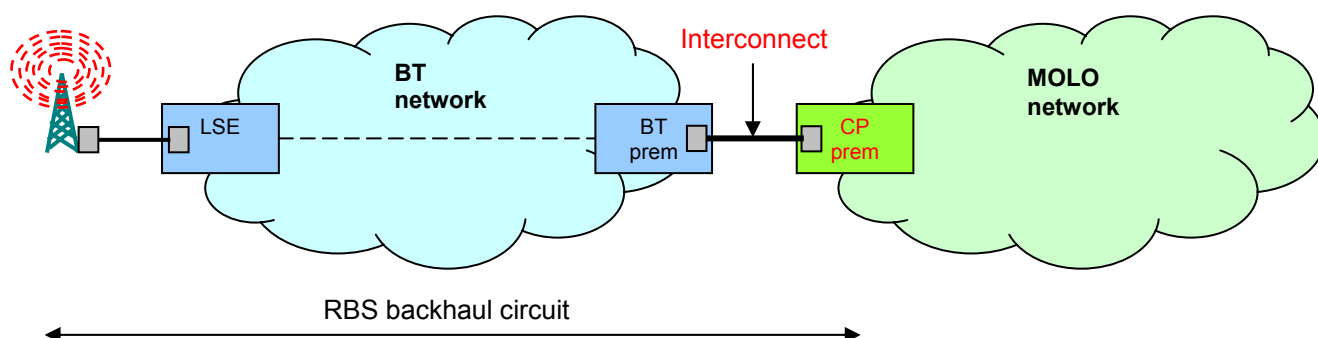 Interconnect
BT
network
MOLO
network
LSE
BT
prem
CP
prem
RBS backhaul circuit